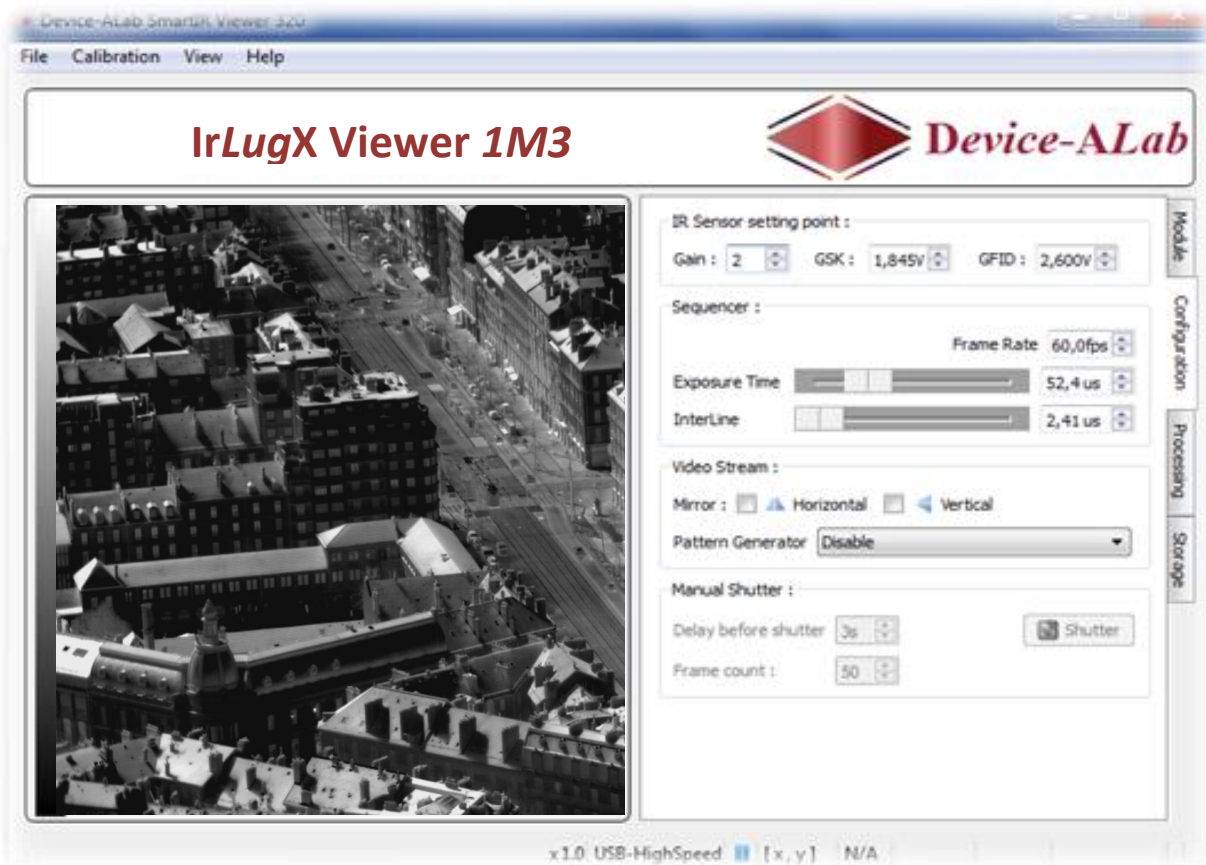 Device-ALab SmartIR Viewer 320
File Calibration View Help
IrLugX Viewer 1M3
Device-ALab
IR Sensor setting point :
Gain : 2 GSK : 1,845V GFID : 2,600V
Sequencer :
Frame Rate 60,0fps
Exposure Time 52,4 us
InterLine 2,41 us
Video Stream :
Mirror : Horizontal Vertical
Pattern Generator Disable
Manual Shutter :
Delay before shutter 3s Shutter
Frame count : 50
Module
Configuration
Processing
Storage
x1.0 USB-HighSpeed [x,y] N/A